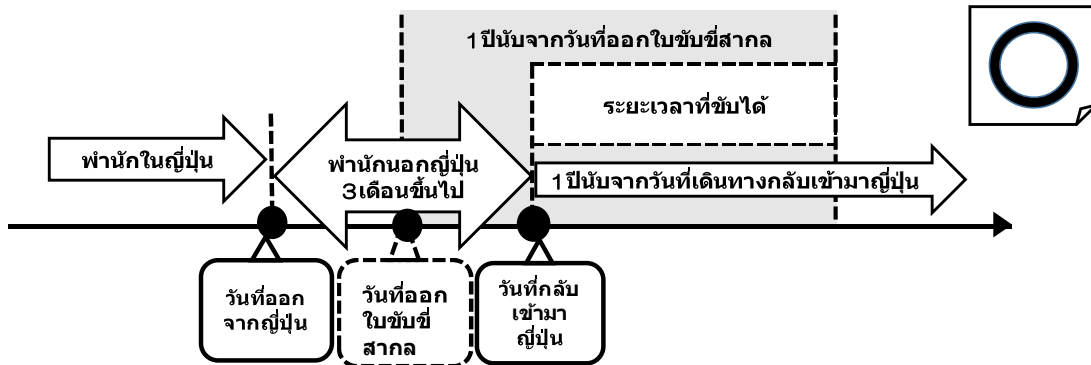 1 ปีนับจากวันที่ออกใบขับขี่สากล
ระยะเวลาที่ขับได้
พำนักในญี่ปุ่น
พำนักนอกญี่ปุ่น
3 เดือนขึ้นไป
1 ปีนับจากวันที่เดินทางกลับเข้ามาญี่ปุ่น
วันที่ออก
จากญี่ปุ่น
วันที่ออก
ใบขับขี่
สากล
วันที่กลับ
เข้ามา
ญี่ปุ่น